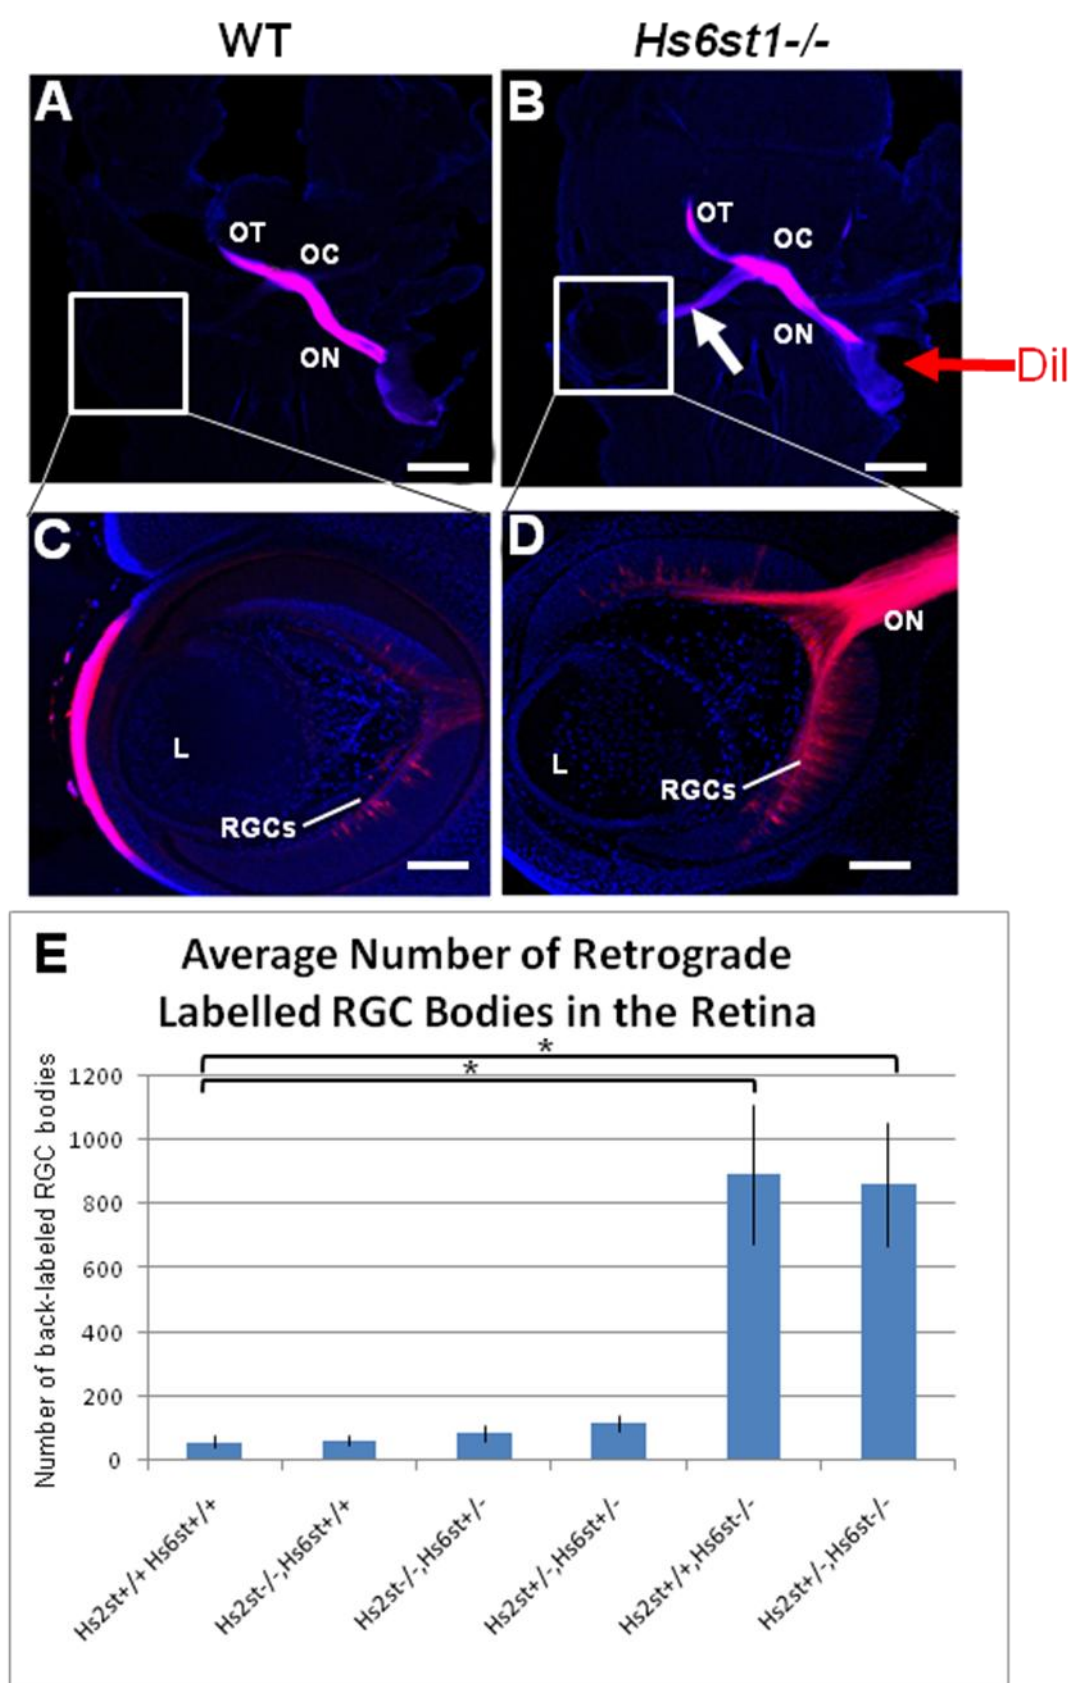 WT
Hs6st1-/-
A
B
OT
OC
ON
OT
OC
ON
DiI
C
D
L
RGCs
ON
L
RGCs
E
Average Number of Retrograde
Labelled RGC Bodies in the Retina
*
*
Number of back-labeled RGC bodies
1200
1000
800
600
400
200
0
Hs2st+/+Hs6st+/+
Hs2st-/-,Hs6st+/+
Hs2st-/-,Hs6st+/-
Hs2st+/-,Hs6st+/-
Hs2st+/+,Hs6st-/-
Hs2st+/-,Hs6st-/-